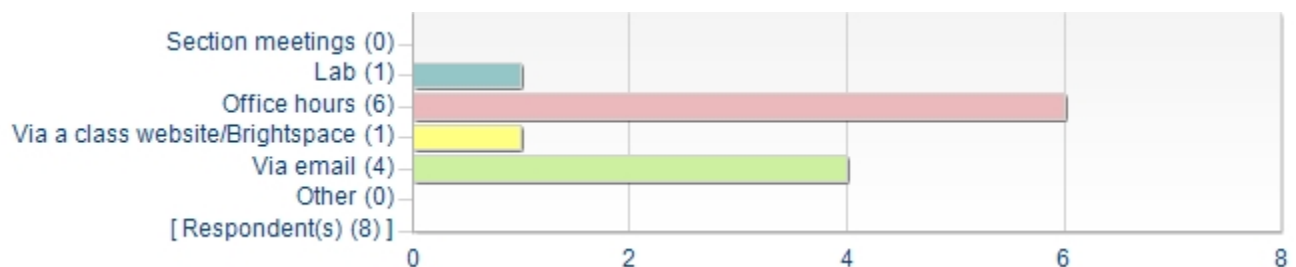 Section meetings (0)
Lab (1)
Office hours (6)
Via a class website/Brightspace (1)
Via email (4)
Other (0)
[ Respondent(s) (8) ]
0 2 4 6 8